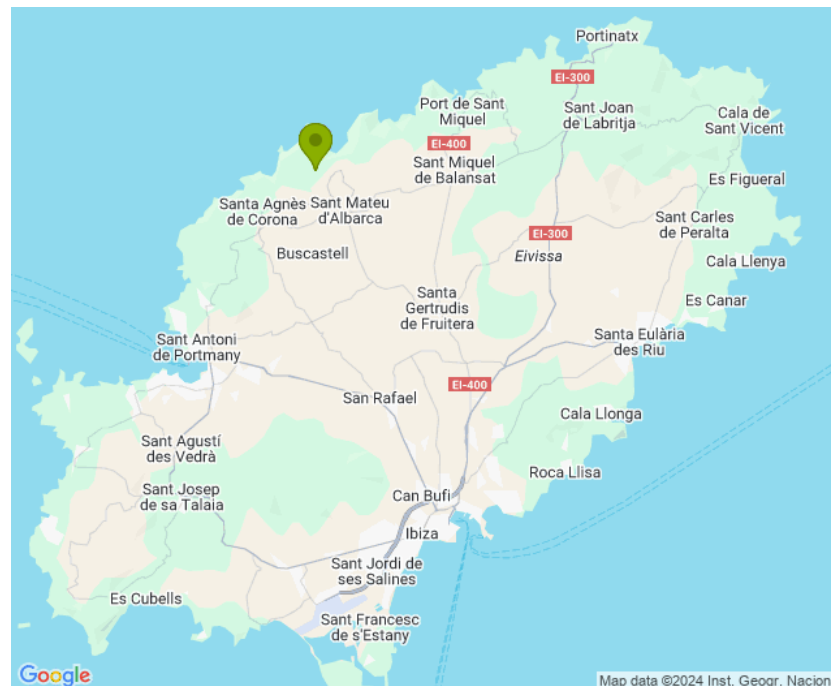 Portinatx
EI-300
Port de Sant
Miquel
Sant Joan
de Labritja
Cala de
Sant Vicent
EI-400
Sant Miquel
de Balansat
Es Figueral
Santa Agnès
de Corona
Sant Mateu
d'Albarca
Sant Carles
de Peralta
EI-300
Buscastell
Eivissa
Cala Llenya
Santa
Gertrudis
de Fruitera
Es Canar
Sant Antoni
de Portmany
Santa Eulària
des Riu
EI-400
San Rafael
Cala Llonga
Sant Agustí
des Vedrà
Roca Llisa
Sant Josep
de sa Talaia
Can Bufi
Ibiza
Sant Jordi de
ses Salines
Es Cubells
Sant Francesc
de s'Estany
Google
Map data ©2024 Inst. Geogr. Nacion